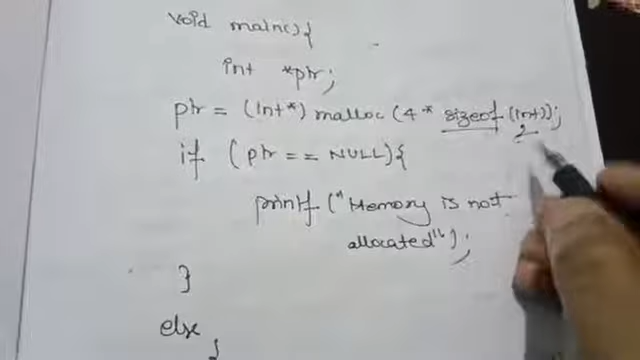 void main(){
int *ptr;
ptr = (int*) malloc (4* sizeof (int));
2
if (ptr == NULL){
printf ("Memory is not
allocated");
}
else
{